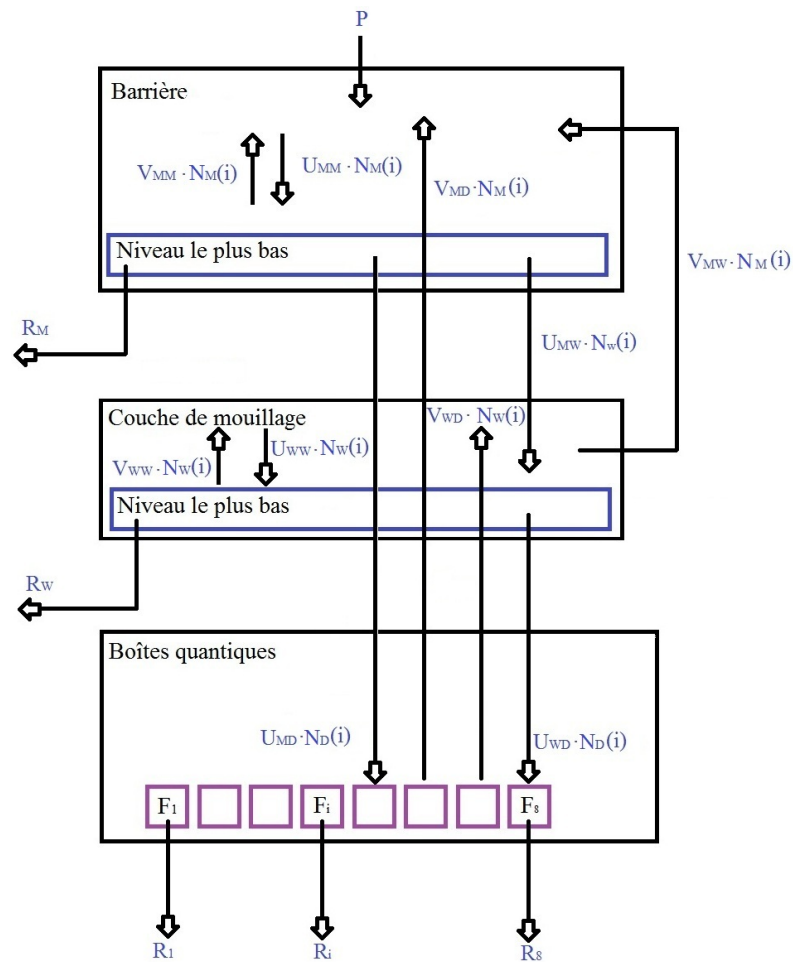 P
Barrière
VMM · NM(i)
UMM · NM(i)
VMD · NM(i)
Niveau le plus bas
VMW · NM(i)
RM
UMW · Nw(i)
Couche de mouillage
VWD · NW(i)
VWW · NW(i)
UWW · NW(i)
Niveau le plus bas
RW
Boîtes quantiques
UMD · ND(i)
UWD · ND(i)
F1 Fi F8
R1 Ri R8